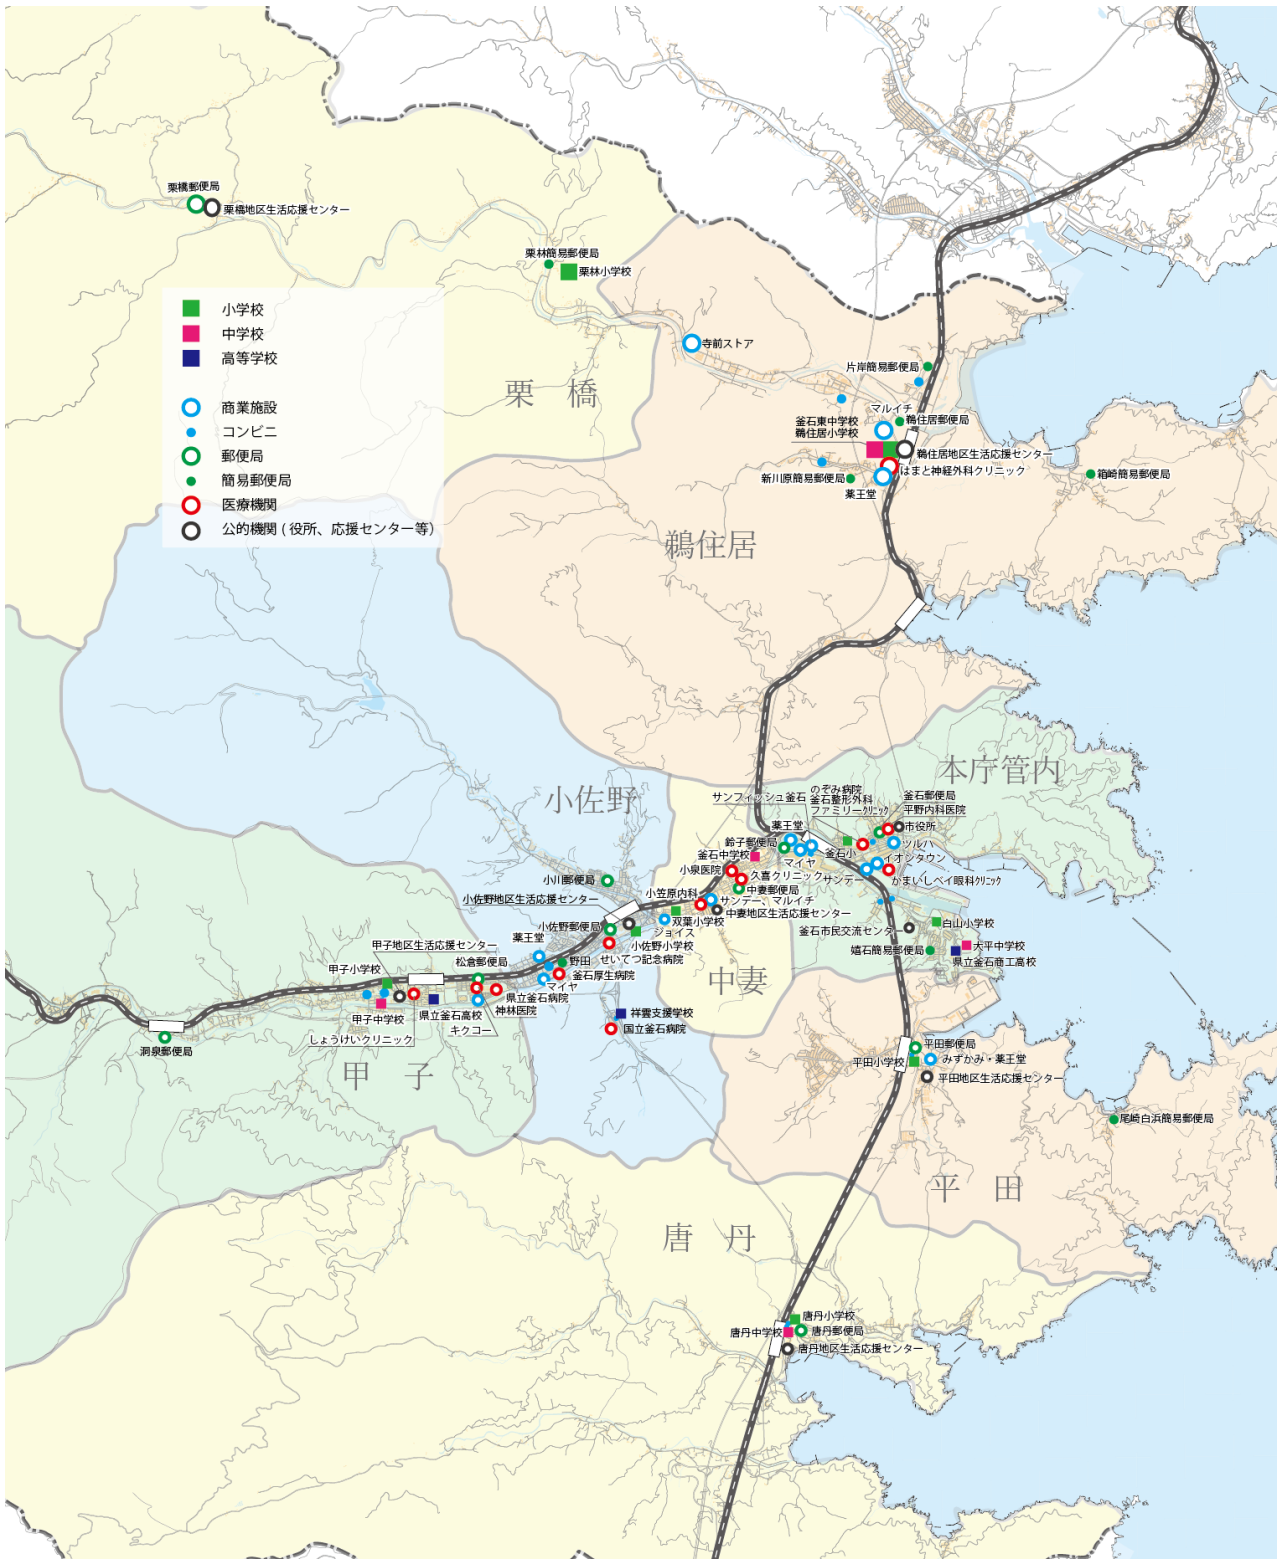 栗橋郵便局
栗橋地区生活応援センター
栗林簡易郵便局
栗林小学校
小学校
中学校
高等学校
商業施設
コンビニ
郵便局
簡易郵便局
医療機関
公的機関 ( 役所、応援センター等)
寺前ストア
栗 橋
片岸簡易郵便局
マルイチ
鵜住居郵便局
釜石東中学校
鵜住居小学校
鵜住居地区生活応援センター
はまと神経外科クリニック
新川原簡易郵便局
薬王堂
箱崎簡易郵便局
鵜住居
本庁管内
小佐野
サンフィッシュ釜石
のぞみ病院
釜石整形外科
ファミリークリニック
釜石郵便局
平野内科医院
市役所
薬王堂
鈴子郵便局
釜石中学校
マイヤ
釜石小
ツルハ
イオンタウン
サンデー
かまいしベイ眼科クリニック
小泉医院
久喜クリニック
中妻郵便局
小川郵便局
小笠原内科
サンデー、マルイチ
中妻地区生活応援センター
小佐野地区生活応援センター
双葉小学校
ジョイス
小佐野郵便局
小佐野小学校
せいてつ記念病院
釜石市民交流センター
白山小学校
大平中学校
嬉石簡易郵便局
県立釜石商工高校
薬王堂
甲子地区生活応援センター
松倉郵便局
野田
釜石厚生病院
マイヤ
甲子小学校
県立釜石病院
神林医院
県立釜石高校
キクコー
甲子中学校
しょうけいクリニック
洞泉郵便局
中妻
祥雲支援学校
国立釜石病院
甲 子
平田郵便局
みずかみ・薬王堂
平田小学校
平田地区生活応援センター
尾崎白浜簡易郵便局
平 田
唐 丹
唐丹小学校
唐丹中学校
唐丹郵便局
唐丹地区生活応援センター